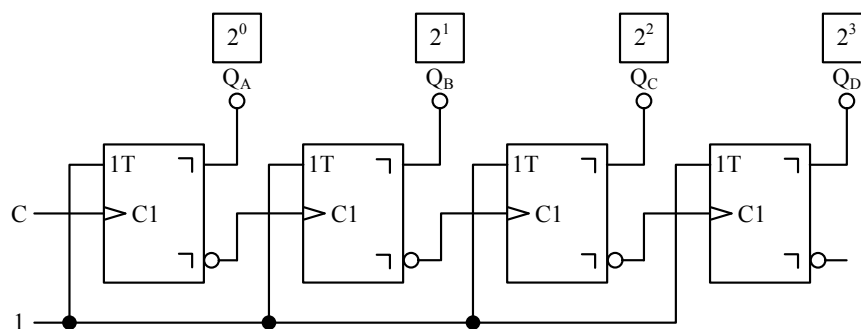 2⁰ 2¹ 2² 2³
Q_A Q_B Q_C Q_D
1T 1T 1T 1T
C C1 C1 C1 C1
1